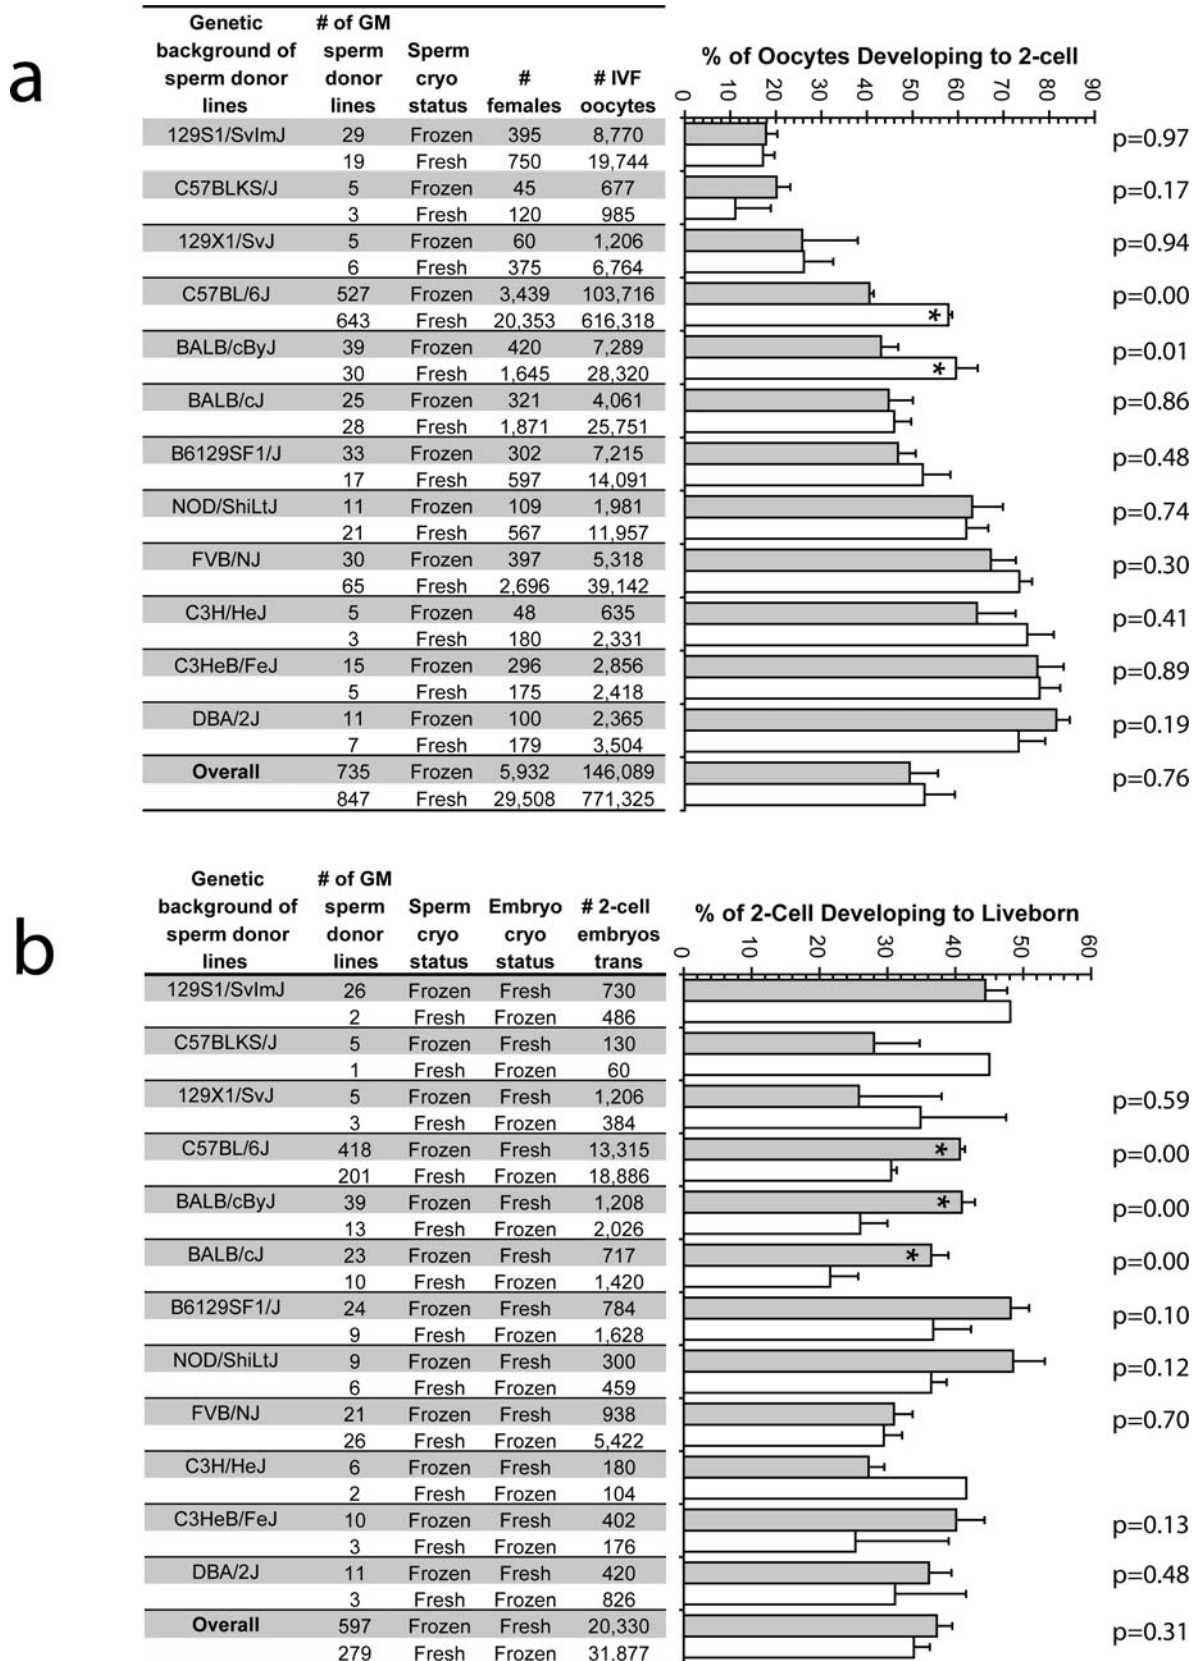 a
Genetic # of GM
background of sperm Sperm
sperm donor donor cryo # # IVF
lines lines status females oocytes
% of Oocytes Developing to 2-cell
0 10 20 30 40 50 60 70 80 90
129S1/SvImJ 29 Frozen 395 8,770 p=0.97
19 Fresh 750 19,744
C57BLKS/J 5 Frozen 45 677 p=0.17
3 Fresh 120 985
129X1/SvJ 5 Frozen 60 1,206 p=0.94
6 Fresh 375 6,764
C57BL/6J 527 Frozen 3,439 103,716 p=0.00
643 Fresh 20,353 616,318 *
BALB/cByJ 39 Frozen 420 7,289 p=0.01
30 Fresh 1,645 28,320 *
BALB/cJ 25 Frozen 321 4,061 p=0.86
28 Fresh 1,871 25,751
B6129SF1/J 33 Frozen 302 7,215 p=0.48
17 Fresh 597 14,091
NOD/ShiLtJ 11 Frozen 109 1,981 p=0.74
21 Fresh 567 11,957
FVB/NJ 30 Frozen 397 5,318 p=0.30
65 Fresh 2,696 39,142
C3H/HeJ 5 Frozen 48 635 p=0.41
3 Fresh 180 2,331
C3HeB/FeJ 15 Frozen 296 2,856 p=0.89
5 Fresh 175 2,418
DBA/2J 11 Frozen 100 2,365 p=0.19
7 Fresh 179 3,504
Overall 735 Frozen 5,932 146,089 p=0.76
847 Fresh 29,508 771,325
b
Genetic # of GM
background of sperm Sperm Embryo # 2-cell
sperm donor donor cryo cryo embryos
lines lines status status trans
% of 2-Cell Developing to Liveborn
0 10 20 30 40 50 60
129S1/SvImJ 26 Frozen Fresh 730
2 Fresh Frozen 486
C57BLKS/J 5 Frozen Fresh 130
1 Fresh Frozen 60
129X1/SvJ 5 Frozen Fresh 1,206 p=0.59
3 Fresh Frozen 384
C57BL/6J 418 Frozen Fresh 13,315 * p=0.00
201 Fresh Frozen 18,886
BALB/cByJ 39 Frozen Fresh 1,208 * p=0.00
13 Fresh Frozen 2,026
BALB/cJ 23 Frozen Fresh 717 * p=0.00
10 Fresh Frozen 1,420
B6129SF1/J 24 Frozen Fresh 784 p=0.10
9 Fresh Frozen 1,628
NOD/ShiLtJ 9 Frozen Fresh 300 p=0.12
6 Fresh Frozen 459
FVB/NJ 21 Frozen Fresh 938 p=0.70
26 Fresh Frozen 5,422
C3H/HeJ 6 Frozen Fresh 180
2 Fresh Frozen 104
C3HeB/FeJ 10 Frozen Fresh 402 p=0.13
3 Fresh Frozen 176
DBA/2J 11 Frozen Fresh 420 p=0.48
3 Fresh Frozen 826
Overall 597 Frozen Fresh 20,330 p=0.31
279 Fresh Frozen 31,877